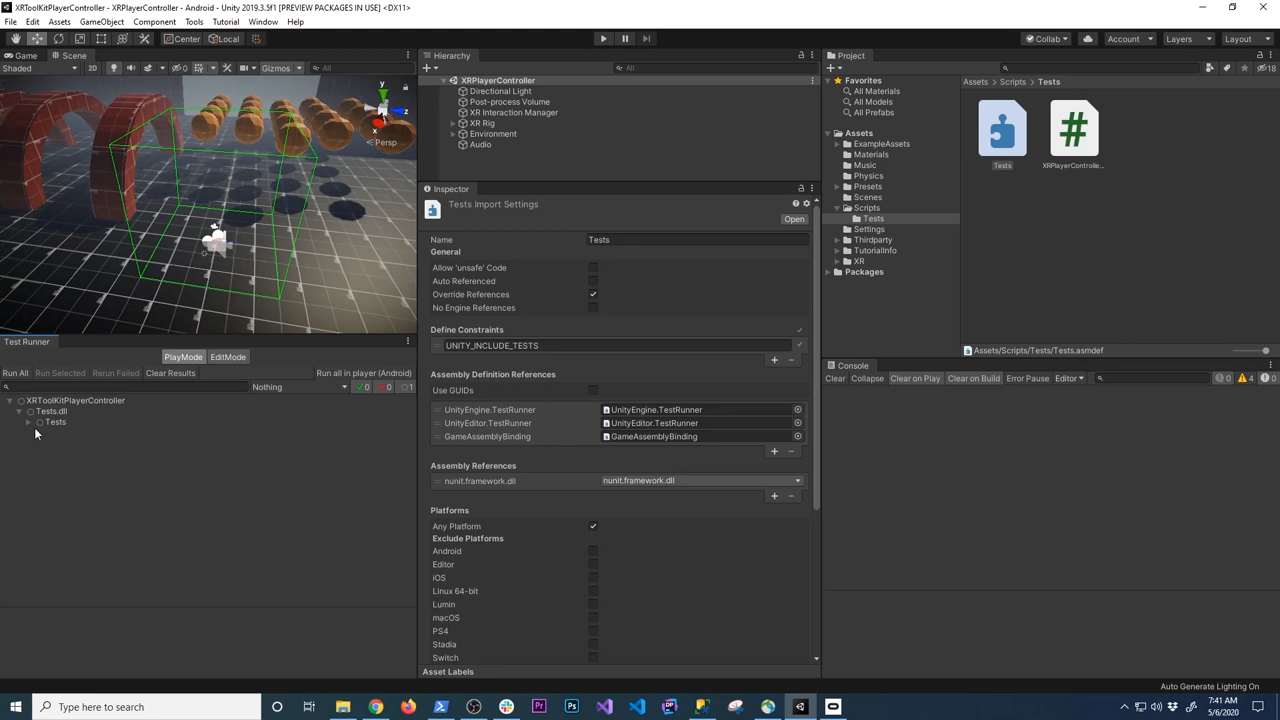 XRToolKitPlayerController - XRPlayerController - Android - Unity 2019.3.5f1 [PREVIEW PACKAGES IN USE] <DX11>
File Edit Assets GameObject Component Tools Tutorial Window Help
Center Local Collab Account Layers Layout
Game Scene
Shaded 2D 0 Gizmos All
y
z
x
Persp
Hierarchy
All
XRPlayerController
Directional Light
Post-process Volume
XR Interaction Manager
XR Rig
Environment
Audio
Inspector
Tests Import Settings
Open
Name Tests
General
Allow 'unsafe' Code
Auto Referenced
Override References
No Engine References
Define Constraints
UNITY_INCLUDE_TESTS
Assembly Definition References
Use GUIDs
UnityEngine.TestRunner UnityEngine.TestRunner
UnityEditor.TestRunner UnityEditor.TestRunner
GameAssemblyBinding GameAssemblyBinding
Assembly References
nunit.framework.dll nunit.framework.dll
Platforms
Any Platform
Exclude Platforms
Android
Editor
iOS
Linux 64-bit
Lumin
macOS
PS4
Stadia
Switch
Asset Labels
Project
18
Favorites
All Materials
All Models
All Prefabs
Assets
ExampleAssets
Materials
Music
Physics
Presets
Scenes
Scripts
Tests
Settings
Thirdparty
TutorialInfo
XR
Packages
Assets Scripts Tests
Tests XRPlayerControlle...
Assets/Scripts/Tests/Tests.asmdef
Console
Clear Collapse Clear on Play Clear on Build Error Pause Editor 0 4 0
Test Runner
PlayMode EditMode
Run All Run Selected Rerun Failed Clear Results Run all in player (Android)
Nothing 0 0 1
XRToolKitPlayerController
Tests.dll
Tests
Auto Generate Lighting On
Type here to search
7:41 AM
5/6/2020